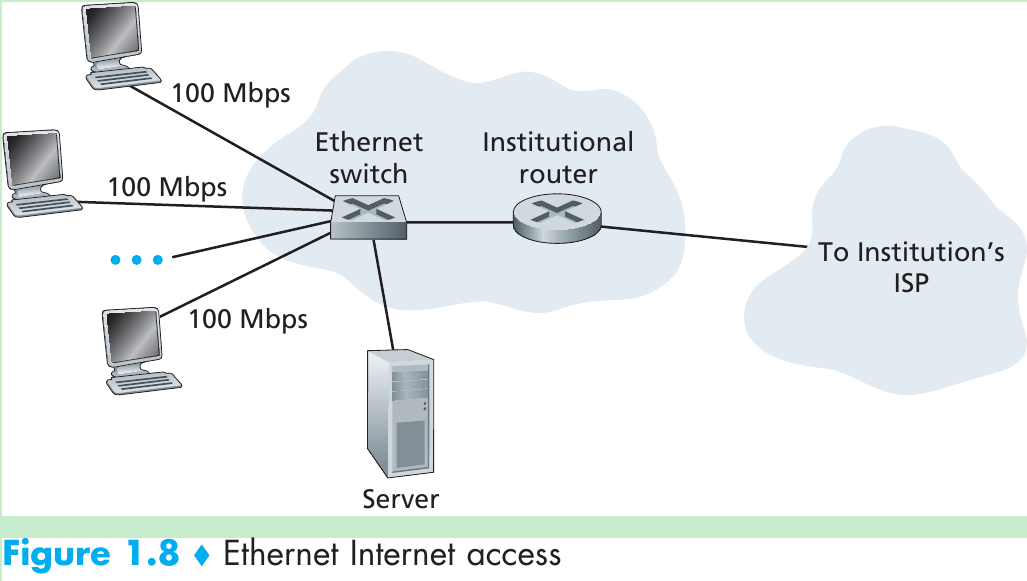 100 Mbps
Ethernet
switch
Institutional
router
100 Mbps
To Institution's
ISP
100 Mbps
Server
Figure 1.8 ♦ Ethernet Internet access